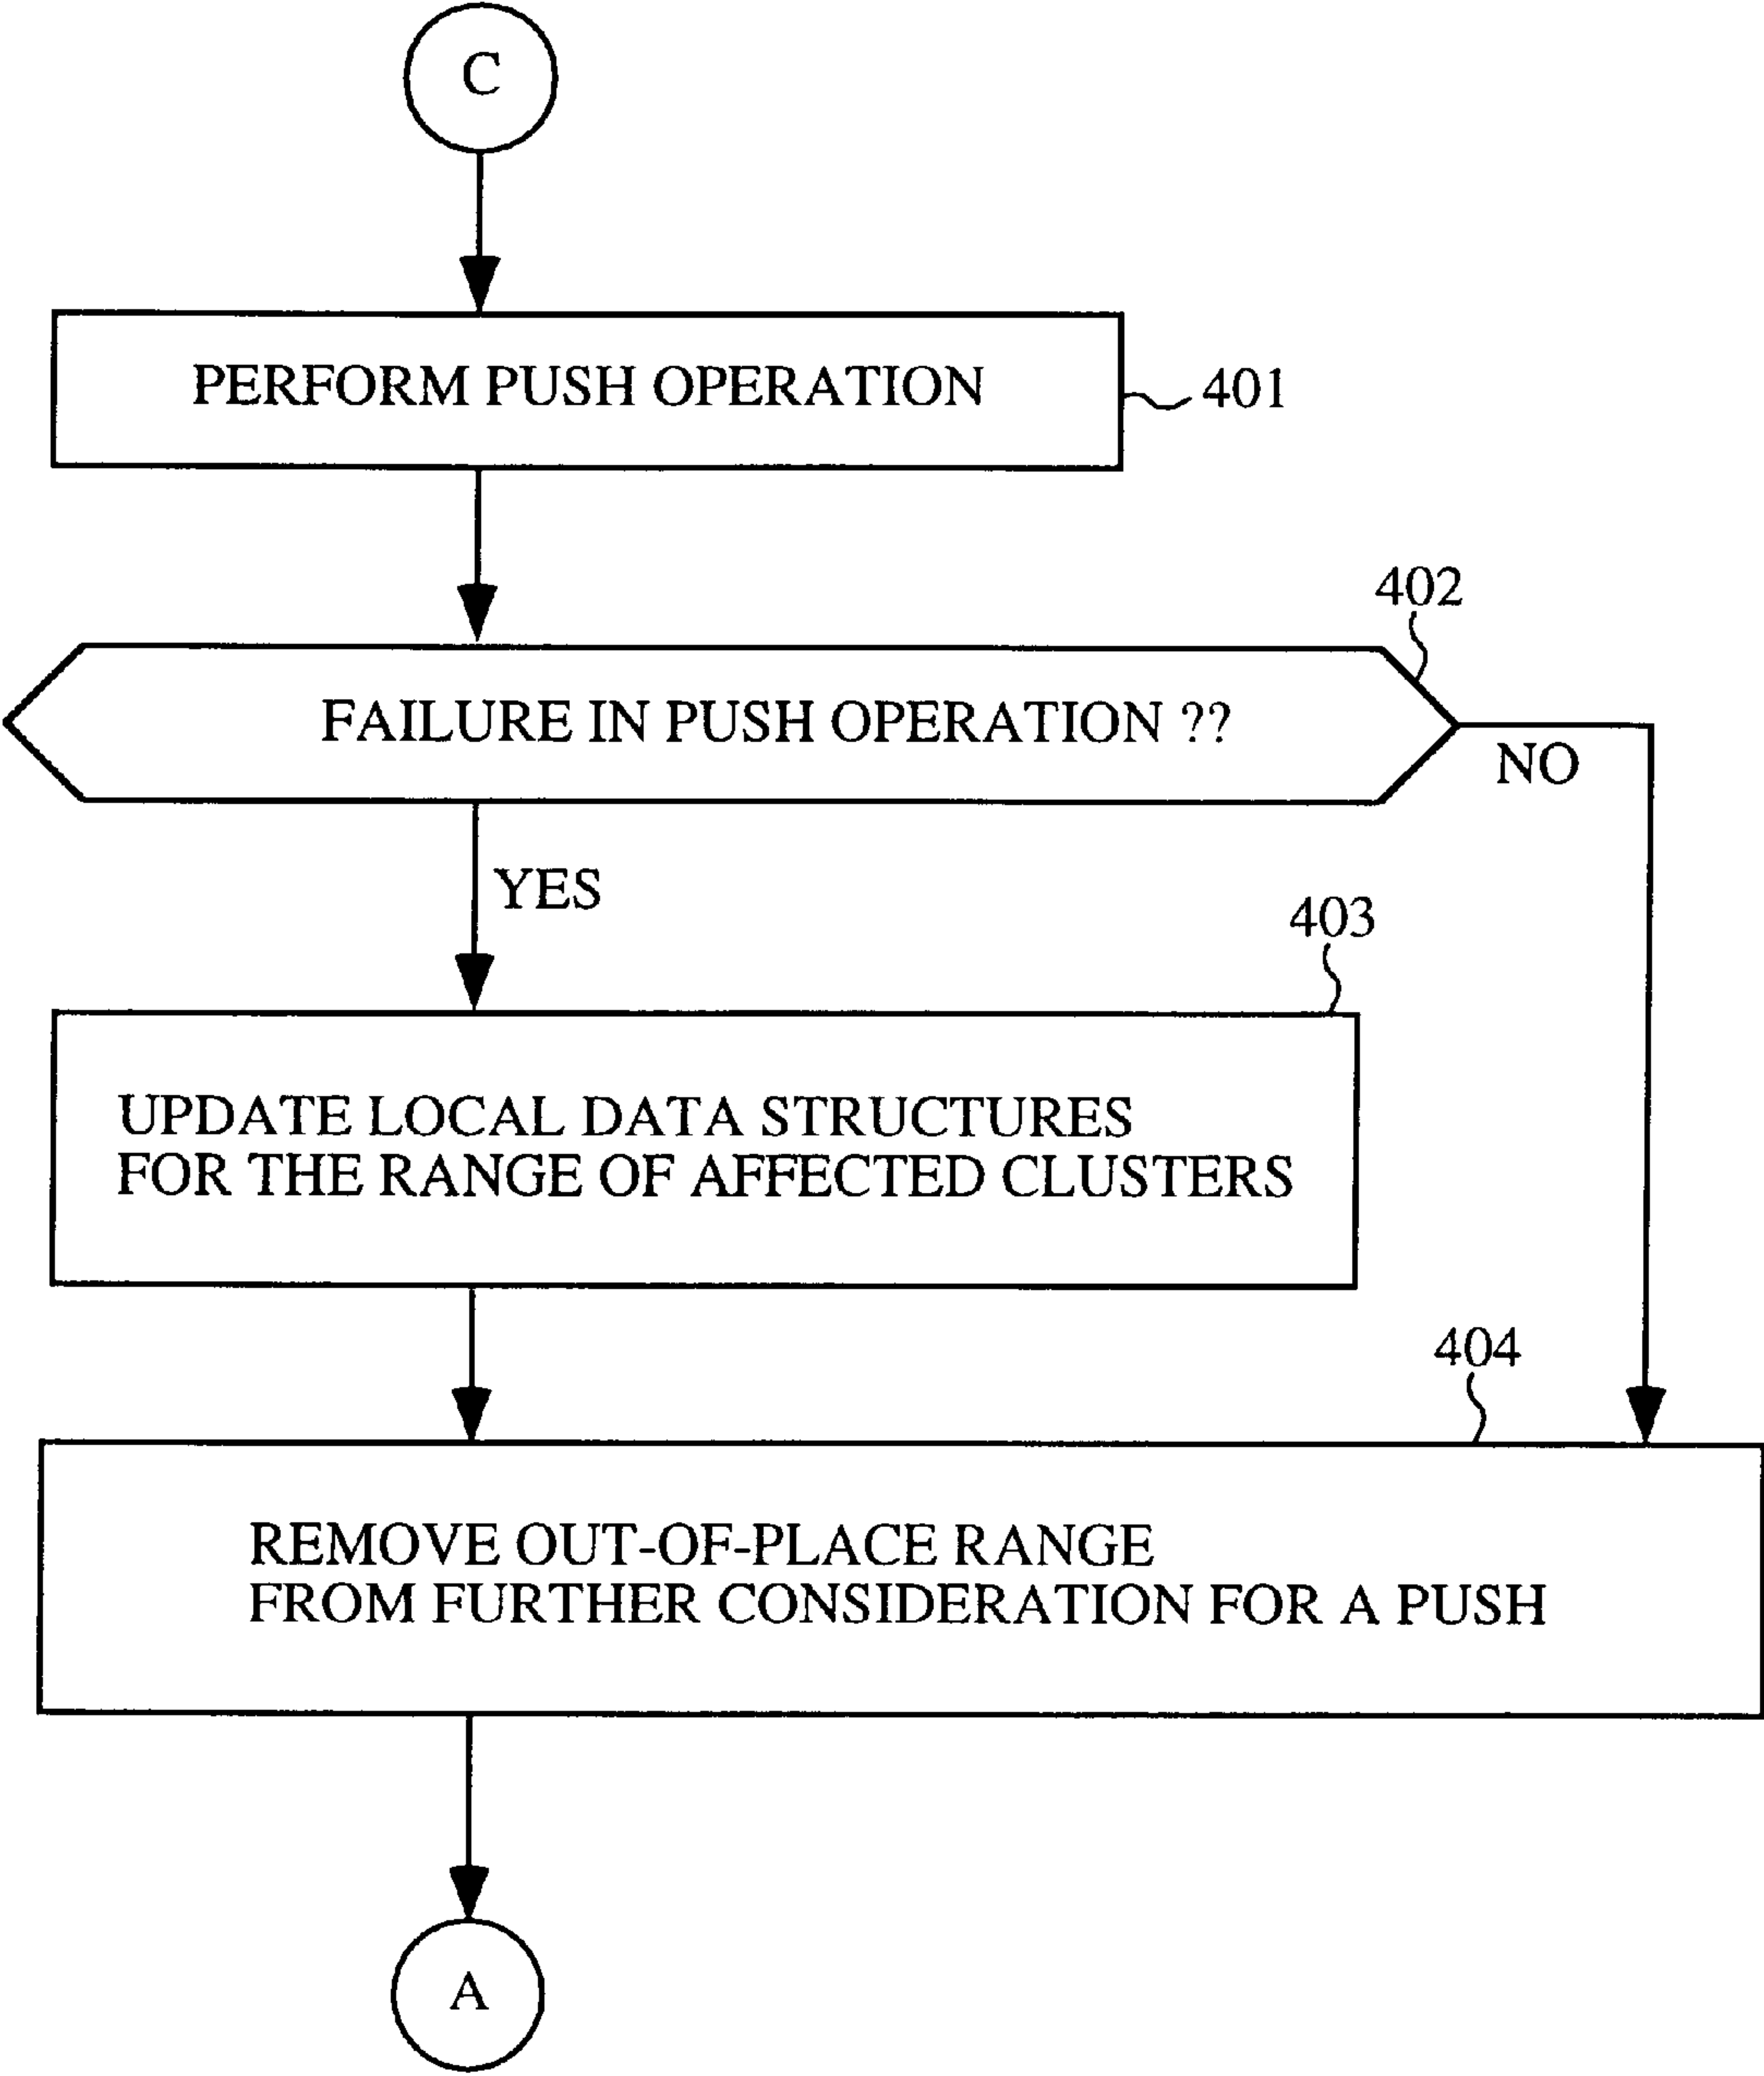 C
PERFORM PUSH OPERATION
401
402
FAILURE IN PUSH OPERATION ??
NO
YES
403
UPDATE LOCAL DATA STRUCTURES
FOR THE RANGE OF AFFECTED CLUSTERS
404
REMOVE OUT-OF-PLACE RANGE
FROM FURTHER CONSIDERATION FOR A PUSH
A